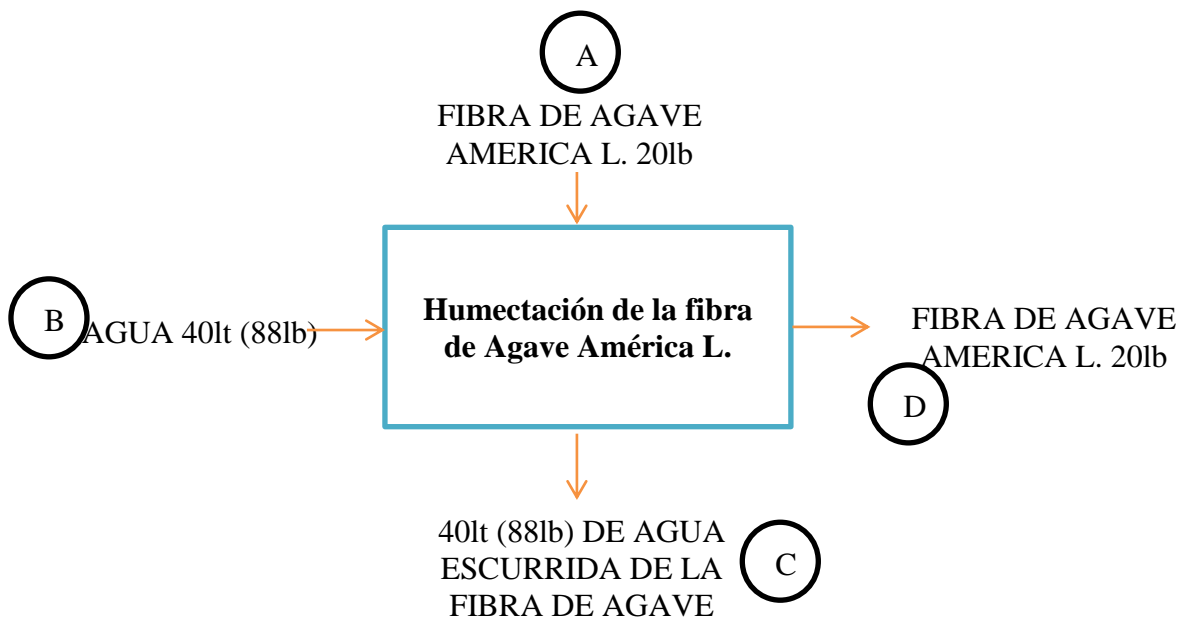 A
FIBRA DE AGAVE
AMERICA L. 20lb
B
AGUA 40lt (88lb)
Humectación de la fibra
de Agave América L.
FIBRA DE AGAVE
AMERICA L. 20lb
D
40lt (88lb) DE AGUA
ESCURRIDA DE LA
FIBRA DE AGAVE
C